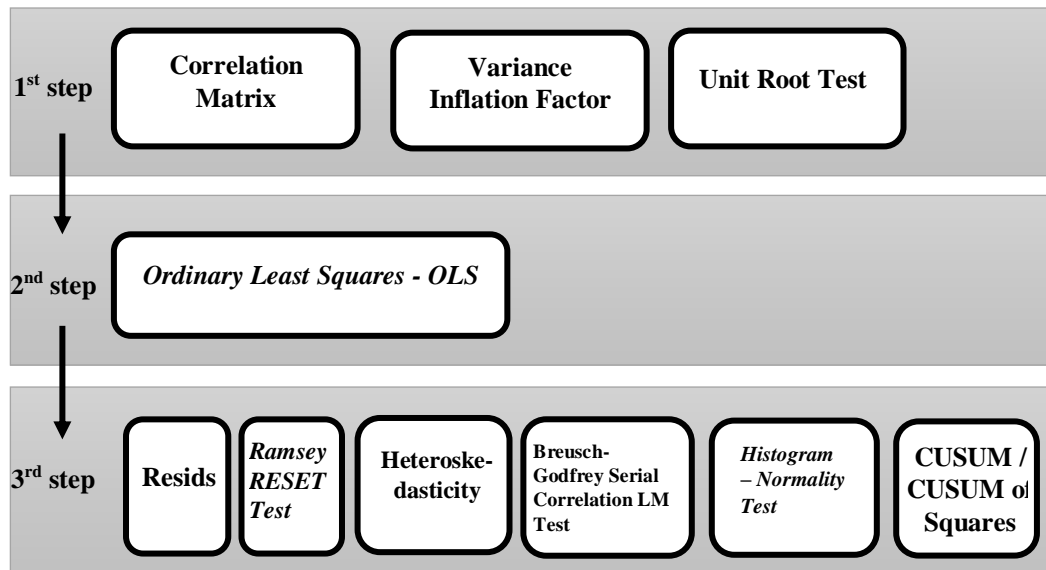 1st step
Correlation
Matrix
Variance
Inflation Factor
Unit Root Test
2nd step
Ordinary Least Squares - OLS
3rd step
Resids
Ramsey
RESET
Test
Heteroske-
dasticity
Breusch-
Godfrey Serial
Correlation LM
Test
Histogram
– Normality
Test
CUSUM /
CUSUM of
Squares